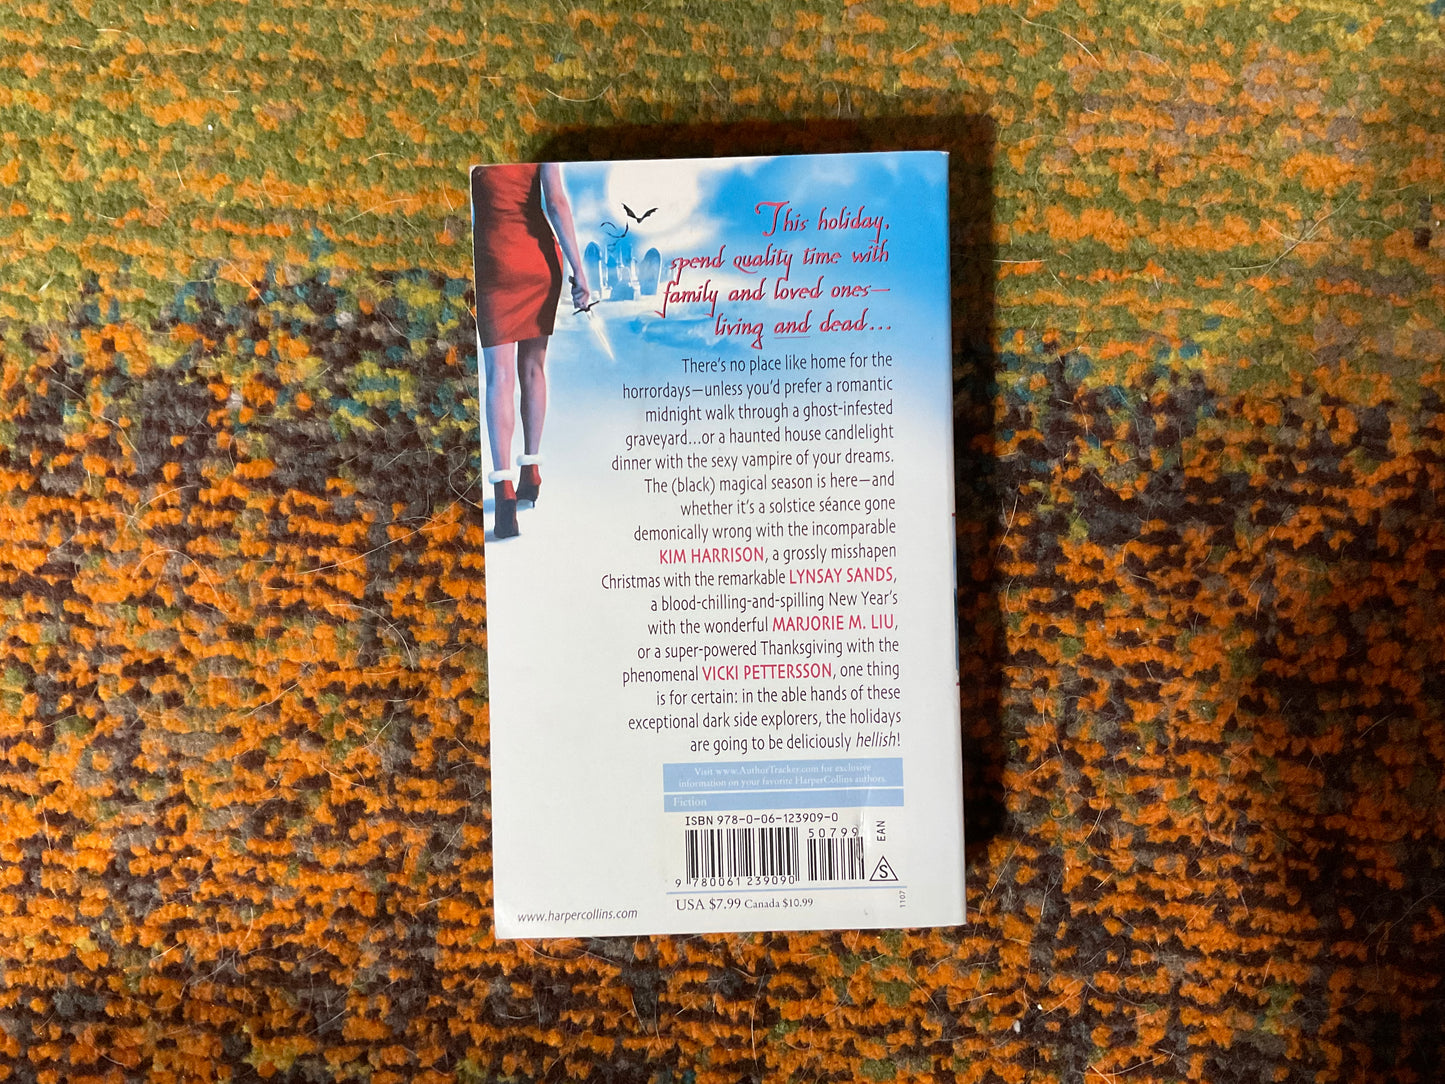 This holiday,
spend quality time with
family and loved ones—
living and dead...
There's no place like home for the
horrordays—unless you'd prefer a romantic
midnight walk through a ghost-infested
graveyard...or a haunted house candlelight
dinner with the sexy vampire of your dreams.
The (black) magical season is here—and
whether it's a solstice séance gone
demonically wrong with the incomparable
KIM HARRISON, a grossly misshapen
Christmas with the remarkable LYNSAY SANDS,
a blood-chilling-and-spilling New Year's
with the wonderful MARJORIE M. LIU,
or a super-powered Thanksgiving with the
phenomenal VICKI PETTERSSON, one thing
is for certain: in the able hands of these
exceptional dark side explorers, the holidays
are going to be deliciously hellish!
Visit www.AuthorTracker.com for exclusive
information on your favorite HarperCollins authors.
Fiction
ISBN 978-0-06-123909-0
50799
EAN
S
9 780061 239090
USA $7.99 Canada $10.99
1107
www.harpercollins.com